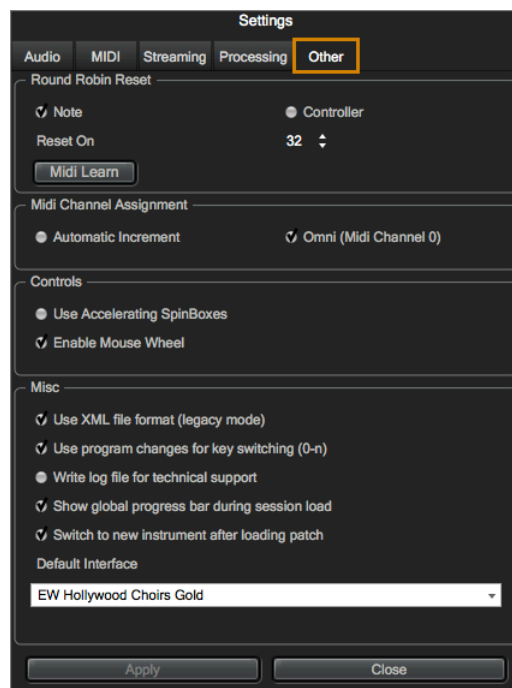 Settings
Audio MIDI Streaming Processing Other
Round Robin Reset
Note Controller
Reset On 32
Midi Learn
Midi Channel Assignment
Automatic Increment Omni (Midi Channel 0)
Controls
Use Accelerating SpinBoxes
Enable Mouse Wheel
Misc
Use XML file format (legacy mode)
Use program changes for key switching (0-n)
Write log file for technical support
Show global progress bar during session load
Switch to new instrument after loading patch
Default Interface
EW Hollywood Choirs Gold
Apply Close